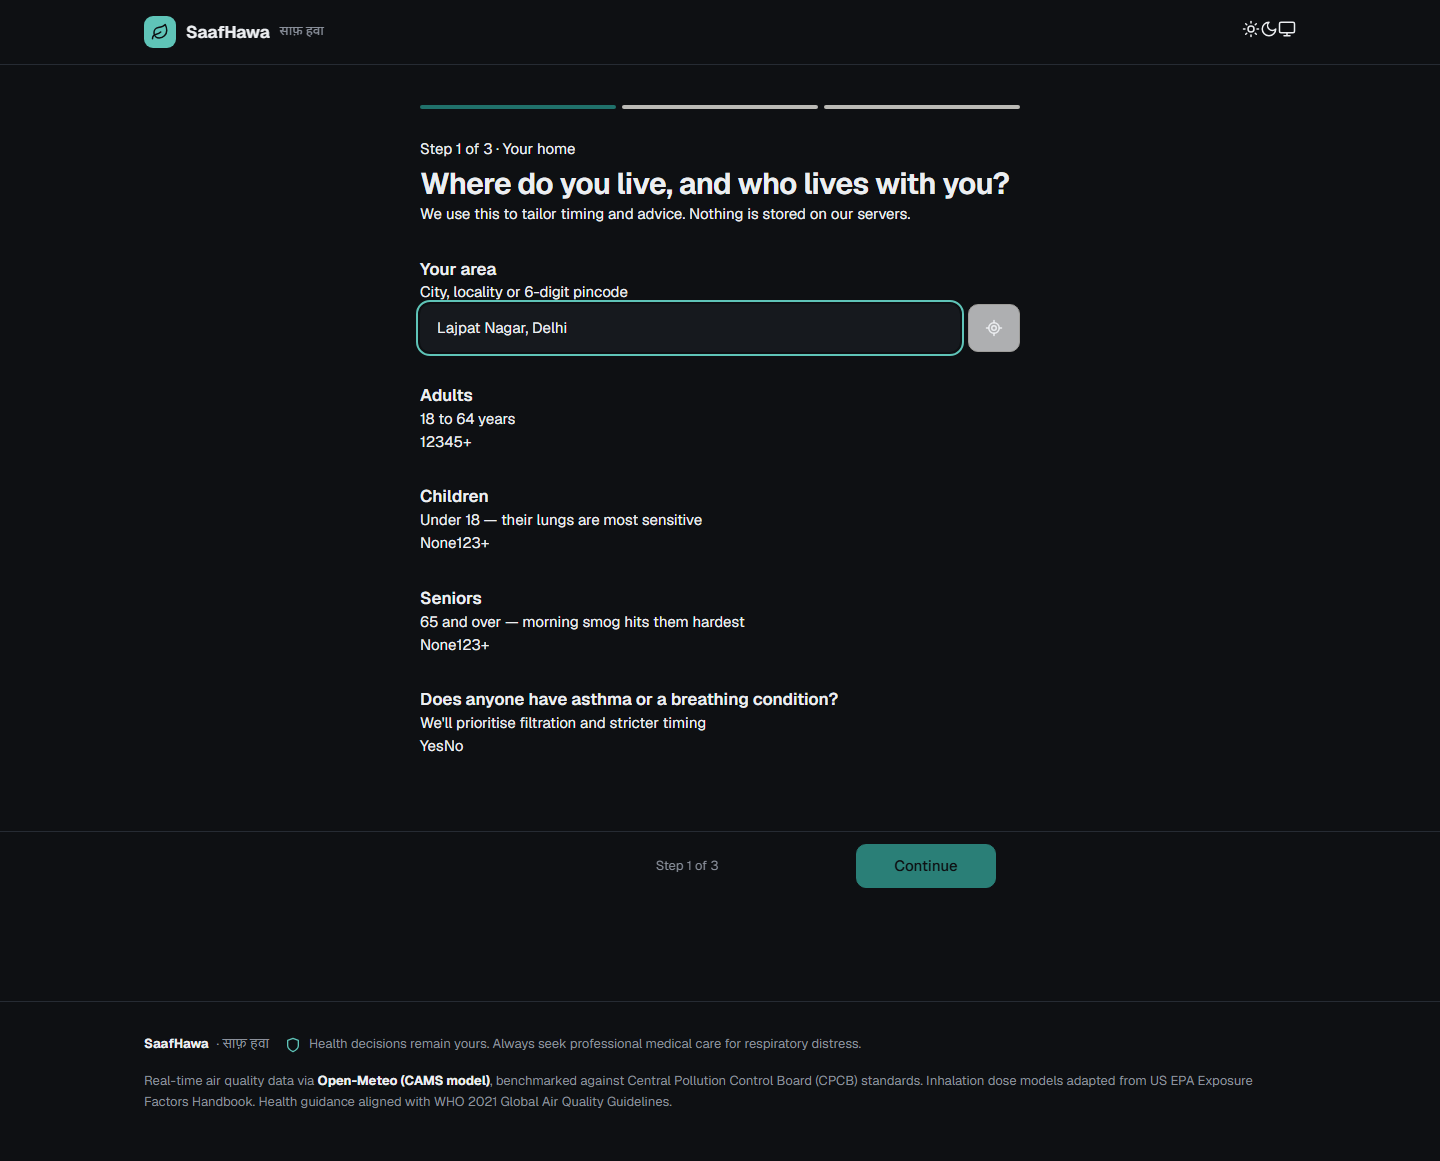 SaafHawa साफ़ हवा
Step 1 of 3 · Your home
Where do you live, and who lives with you?
We use this to tailor timing and advice. Nothing is stored on our servers.
Your area
City, locality or 6-digit pincode
Lajpat Nagar, Delhi
Adults
18 to 64 years
12345+
Children
Under 18 — their lungs are most sensitive
None123+
Seniors
65 and over — morning smog hits them hardest
None123+
Does anyone have asthma or a breathing condition?
We'll prioritise filtration and stricter timing
YesNo
Step 1 of 3 Continue
SaafHawa · साफ़ हवा Health decisions remain yours. Always seek professional medical care for respiratory distress.
Real-time air quality data via Open-Meteo (CAMS model), benchmarked against Central Pollution Control Board (CPCB) standards. Inhalation dose models adapted from US EPA Exposure
Factors Handbook. Health guidance aligned with WHO 2021 Global Air Quality Guidelines.